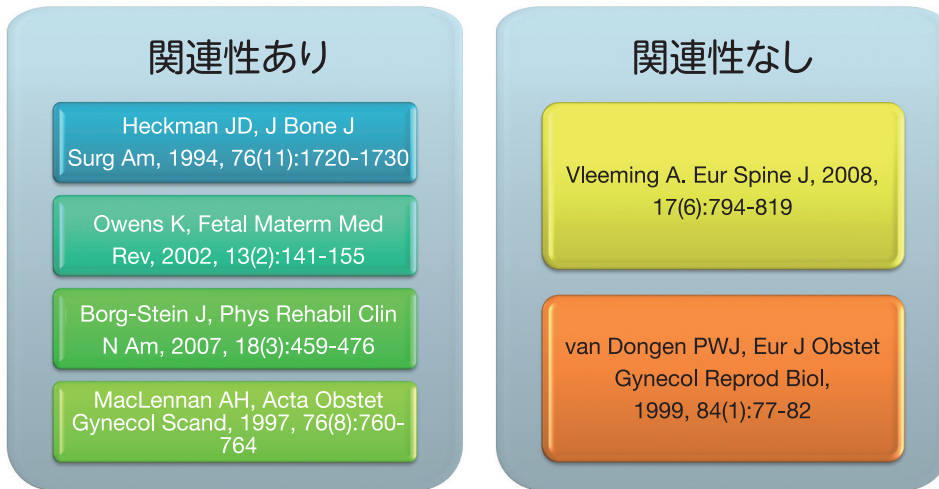 関連性あり
Heckman JD, J Bone J
Surg Am, 1994, 76(11):1720-1730
Owens K, Fetal Materm Med
Rev, 2002, 13(2):141-155
Borg-Stein J, Phys Rehabil Clin
N Am, 2007, 18(3):459-476
MacLennan AH, Acta Obstet
Gynecol Scand, 1997, 76(8):760-
764
関連性なし
Vleeming A. Eur Spine J, 2008,
17(6):794-819
van Dongen PWJ, Eur J Obstet
Gynecol Reprod Biol,
1999, 84(1):77-82